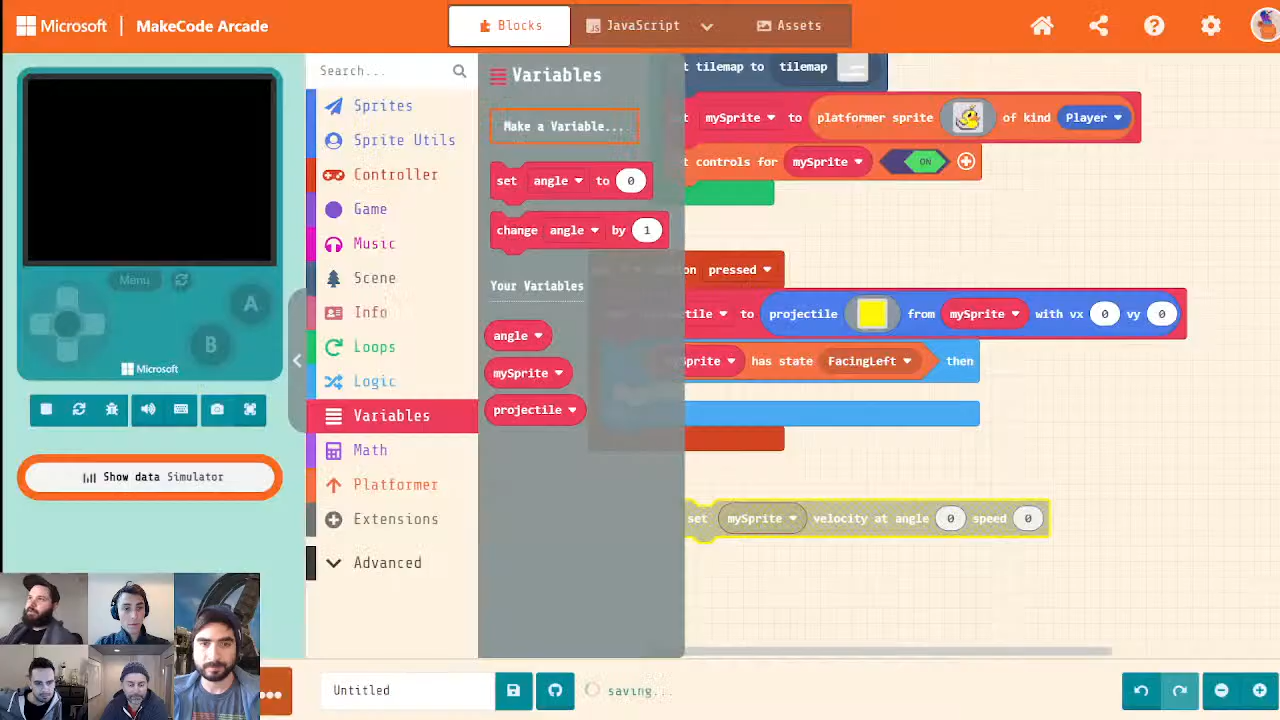 Microsoft | MakeCode Arcade
Blocks
JavaScript
Assets
Search...
Sprites
Sprite Utils
Controller
Game
Music
Scene
Info
Loops
Logic
Variables
Math
Platformer
Extensions
Advanced
Menu
A
B
Microsoft
Show data Simulator
Variables
Make a Variable...
set angle to 0
change angle by 1
Your Variables
angle
mySprite
projectile
t tilemap to tilemap
mySprite to platformer sprite of kind Player
t controls for mySprite ON
on pressed
tile to projectile from mySprite with vx 0 vy 0
Sprite has state FacingLeft then
set mySprite velocity at angle 0 speed 0
Untitled
saving...